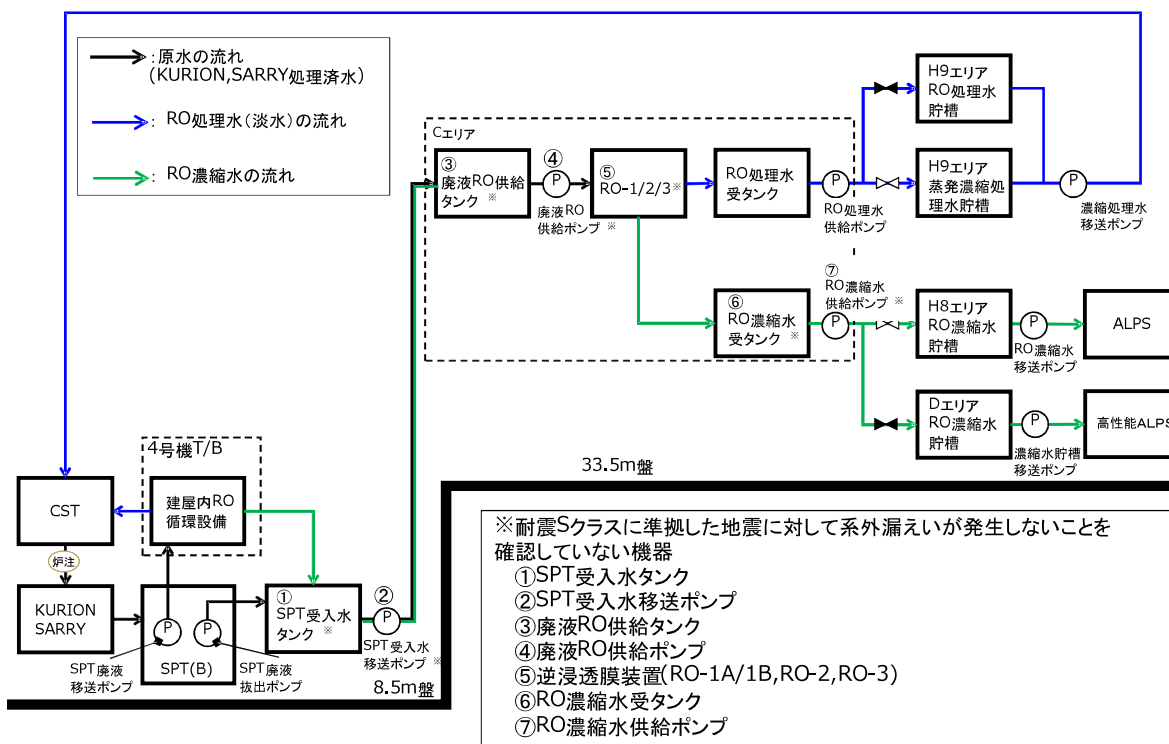 :原水の流れ
(KURION,SARRY処理済水)
: RO処理水(淡水)の流れ
: RO濃縮水の流れ
Cエリア
③
廃液RO供給
タンク ※
④
P
廃液RO
供給ポンプ ※
⑤
RO-1/2/3 ※
RO処理水
受タンク
P
RO処理水
供給ポンプ
H9エリア
RO処理水
貯槽
H9エリア
蒸発濃縮処
理水貯槽
P
濃縮処理水
移送ポンプ
⑥
RO濃縮水
受タンク ※
⑦
RO濃縮水
供給ポンプ ※
P
H8エリア
RO濃縮水
貯槽
P
RO濃縮水
移送ポンプ
ALPS
Dエリア
RO濃縮水
貯槽
P
濃縮水貯槽
移送ポンプ
高性能ALPS
33.5m盤
4号機T/B
建屋内RO
循環設備
CST
炉注
KURION
SARRY
P
P
SPT廃液
移送ポンプ
SPT(B)
SPT廃液
抜出ポンプ
①
SPT受入水
タンク ※
②
P
SPT受入水
移送ポンプ ※
8.5m盤
※耐震Sクラスに準拠した地震に対して系外漏えいが発生しないことを
確認していない機器
①SPT受入水タンク
②SPT受入水移送ポンプ
③廃液RO供給タンク
④廃液RO供給ポンプ
⑤逆浸透膜装置(RO-1A/1B,RO-2,RO-3)
⑥RO濃縮水受タンク
⑦RO濃縮水供給ポンプ